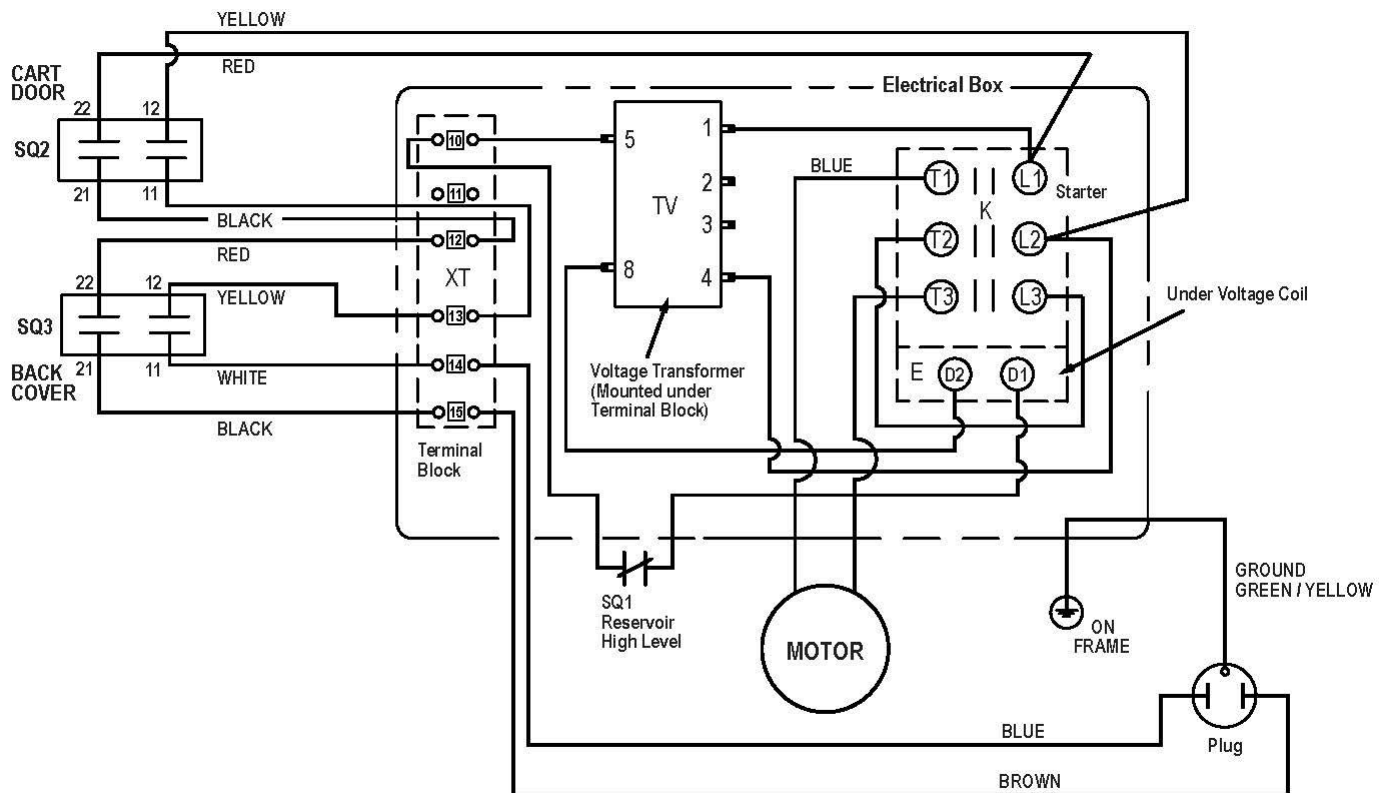 YELLOW
RED
CART
DOOR
22
12
SQ2
21
11
BLACK
RED
22
12
YELLOW
SQ3
21
11
WHITE
BACK
COVER
BLACK
Electrical Box
10
11
12
XT
13
14
15
Terminal
Block
5
1
2
TV
3
8
4
Voltage Transformer
(Mounted under
Terminal Block)
BLUE
T1
L1
Starter
K
T2
L2
T3
L3
E
D2
D1
Under Voltage Coil
SQ1
Reservoir
High Level
MOTOR
GROUND
GREEN / YELLOW
ON
FRAME
BLUE
Plug
BROWN